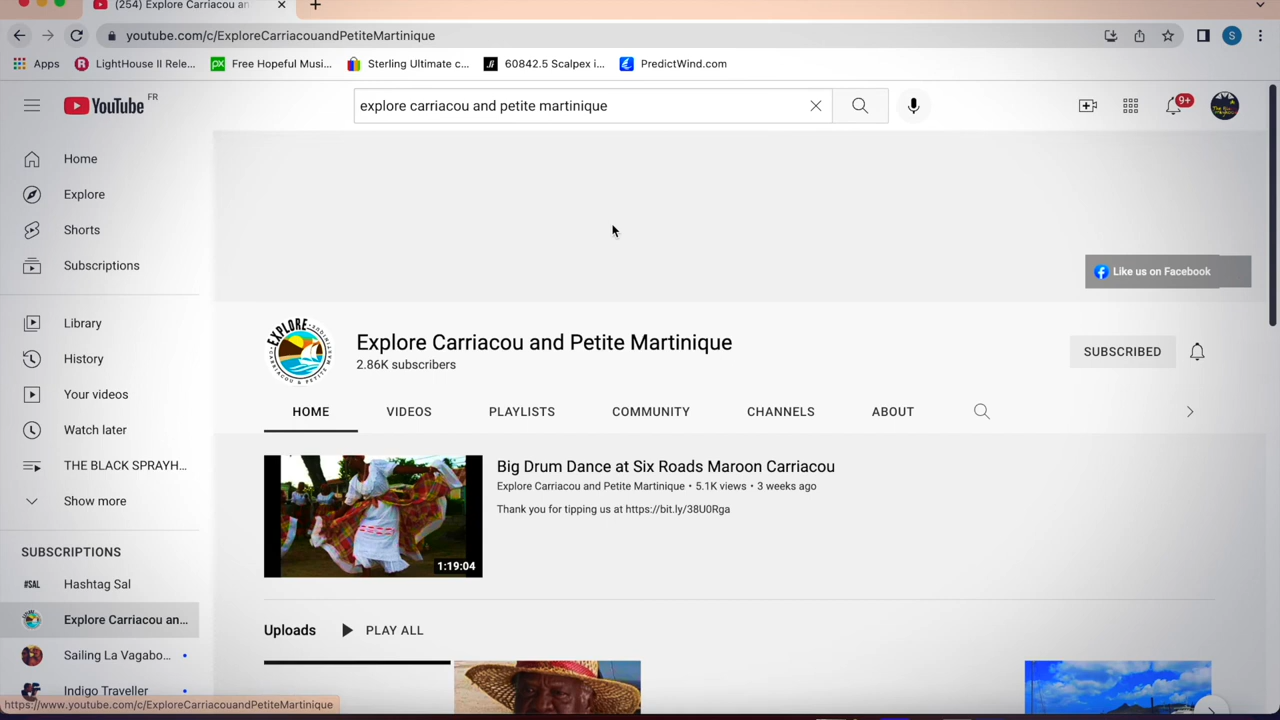 (254) Explore Carriacou an
youtube.com/c/ExploreCarriacouandPetiteMartinique
S
Apps
LightHouse II Rele...
Free Hopeful Musi...
Sterling Ultimate c...
60842.5 Scalpex i...
PredictWind.com
YouTube FR
explore carriacou and petite martinique
9+
Home
Explore
Shorts
Subscriptions
Library
History
Your videos
Watch later
THE BLACK SPRAYH...
Show more
SUBSCRIPTIONS
#SAL Hashtag Sal
Explore Carriacou an...
Sailing La Vagabo...
Indigo Traveller
https://www.youtube.com/c/ExploreCarriacouandPetiteMartinique
Like us on Facebook
EXPLORE
CARRIACOU & PETITE MARTINIQUE
Explore Carriacou and Petite Martinique
2.86K subscribers
SUBSCRIBED
HOME VIDEOS PLAYLISTS COMMUNITY CHANNELS ABOUT
1:19:04
Big Drum Dance at Six Roads Maroon Carriacou
Explore Carriacou and Petite Martinique • 5.1K views • 3 weeks ago
Thank you for tipping us at https://bit.ly/38U0Rga
Uploads PLAY ALL